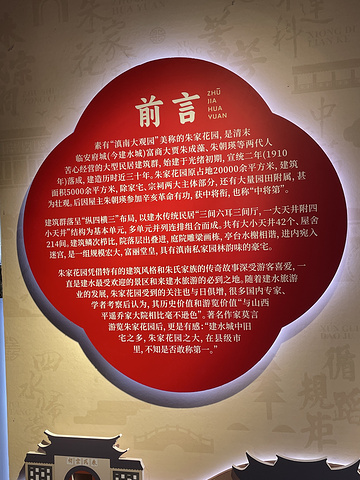 前言
ZHŪ
JIA
HUA
YUAN
素有“滇南大观园”美称的朱家花园，是清末
临安府城(今建水城)富商大贾朱成藻、朱朝瑛等两代人
苦心经营的大型民居建筑群，始建于光绪初期，宣统二年(1910
年)落成，建造历时近三十年。朱家花园原占地20000余平方米，建筑
面积5000余平方米，除家宅、宗祠两大主体部分，还有大量园田附属，甚
为壮观。后因屋主朱朝瑛参加辛亥革命有功，获中将衔，也称“中将第”。
建筑群落呈“纵四横三”布局，以建水传统民居“三间六耳三间厅，一大天井附四
小天井”结构为基本单元，多单元并列连排组合而成。共有大小天井42个、屋舍
214间。建筑鳞次栉比，院落层出叠进，庭院雕梁画栋，亭台水榭相谐，进内宛入
迷宫，是一组规模宏大，富丽堂皇，具有滇南私家园林韵味的豪宅。
朱家花园凭借特有的建筑风格和朱氏家族的传奇故事深受游客喜爱，一
直是建水最受欢迎的景区和来建水旅游的必到之地。随着建水旅游
业的发展，朱家花园受到的关注也与日俱增，很多国内专家、
学者考察后认为，其历史价值和游览价值“与山西
平遥乔家大院相比毫不逊色”。著名作家莫言
游览朱家花园后，更是有感：“建水城中旧
宅之多，朱家花园之大，在县级市
里，不知是否敢称第一。”